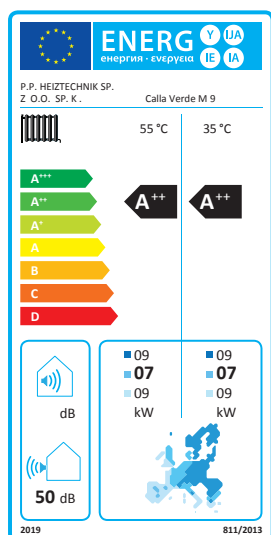 ENERG Y IJA
енергия · ενεργεια IE IA
P.P. HEIZTECHNIK SP.
Z O.O. SP. K . Calla Verde M 9
55 °C 35 °C
A+++
A++
A+
A
B
C
D
A++ A++
09 09
07 07
09 09
kW kW
dB
50 dB
2019 811/2013